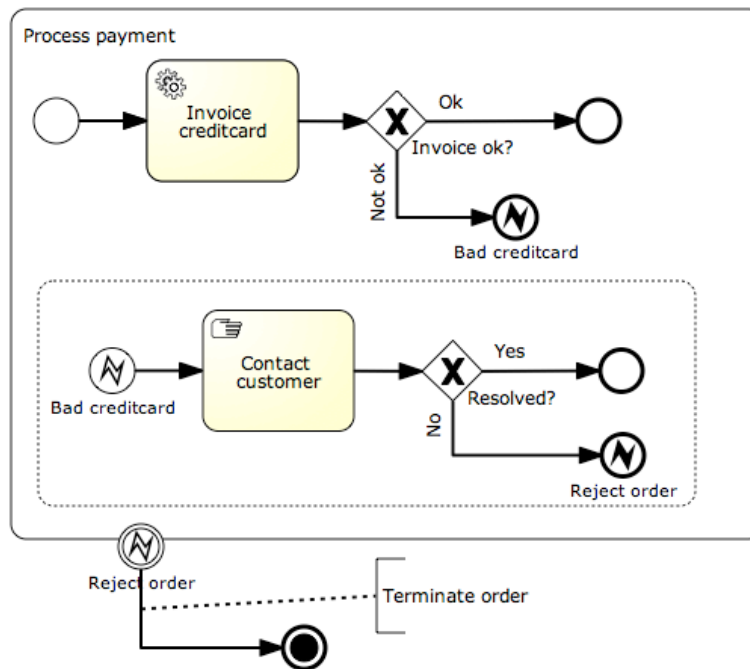 Process payment
Invoice
creditcard
Ok
Invoice ok?
Not ok
Bad creditcard
Contact
customer
Yes
Resolved?
Bad creditcard
No
Reject order
Reject order
Terminate order